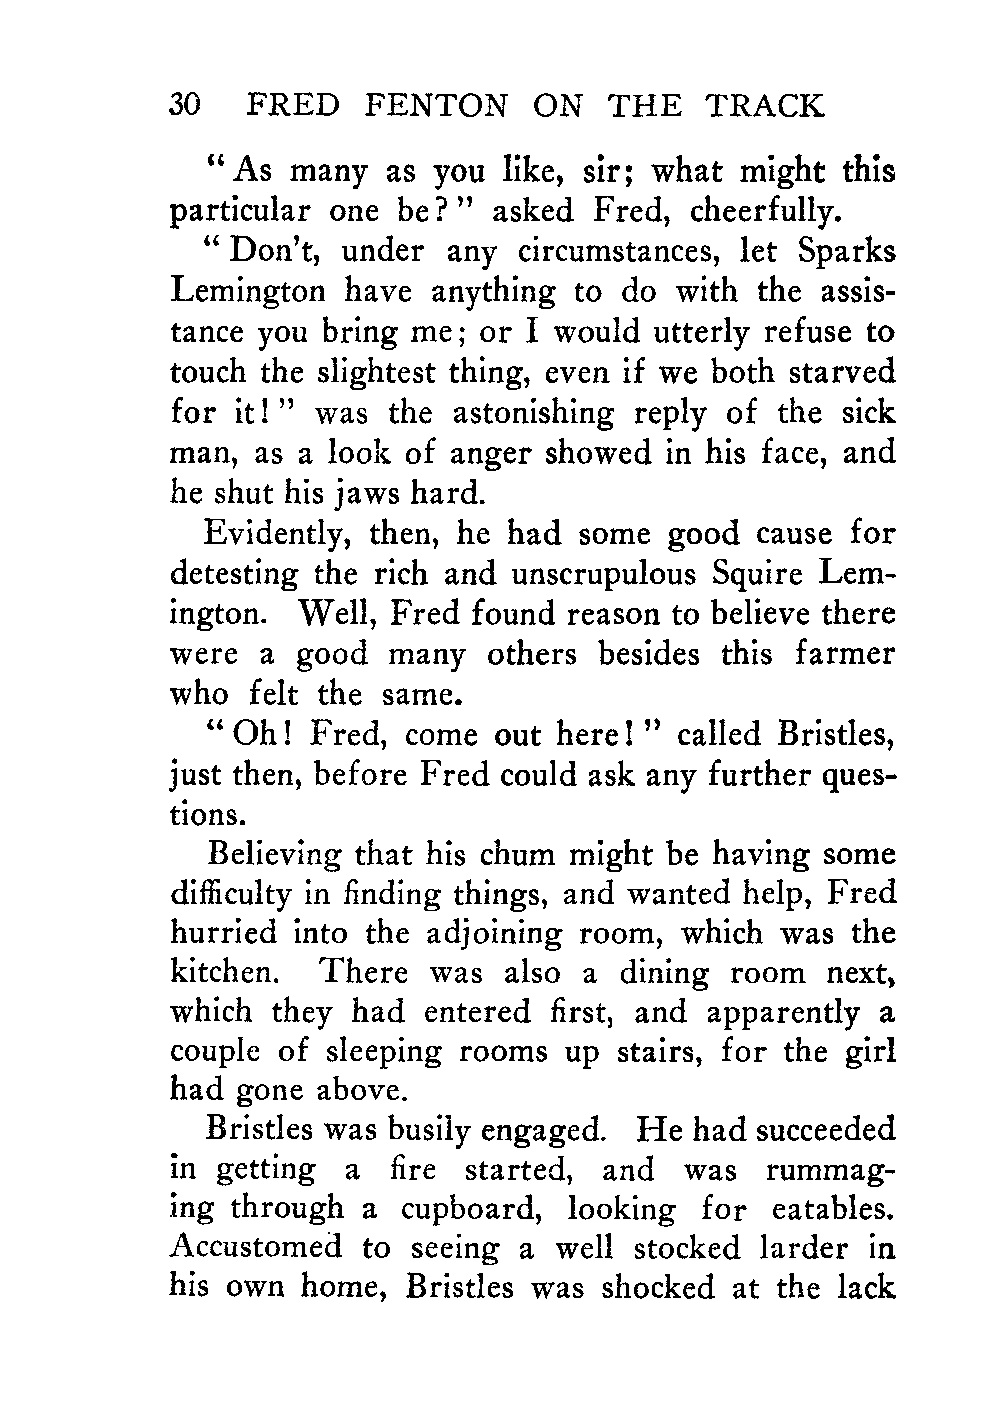 30 FRED FENTON ON THE TRACK
“ As many as you like, sir; what might this
particular one be? ” asked Fred, cheerfully.
“ Don’t, under any circumstances, let Sparks
Lemington have anything to do with the assis-
tance you bring me; or I would utterly refuse to
touch the slightest thing, even if we both starved
for it! ” was the astonishing reply of the sick
man, as a look of anger showed in his face, and
he shut his jaws hard.
Evidently, then, he had some good cause for
detesting the rich and unscrupulous Squire Lem-
ington. Well, Fred found reason to believe there
were a good many others besides this farmer
who felt the same.
“ Oh! Fred, come out here! ” called Bristles,
just then, before Fred could ask any further ques-
tions.
Believing that his chum might be having some
difficulty in finding things, and wanted help, Fred
hurried into the adjoining room, which was the
kitchen. There was also a dining room next,
which they had entered first, and apparently a
couple of sleeping rooms up stairs, for the girl
had gone above.
Bristles was busily engaged. He had succeeded
in getting a fire started, and was rummag-
ing through a cupboard, looking for eatables.
Accustomed to seeing a well stocked larder in
his own home, Bristles was shocked at the lack